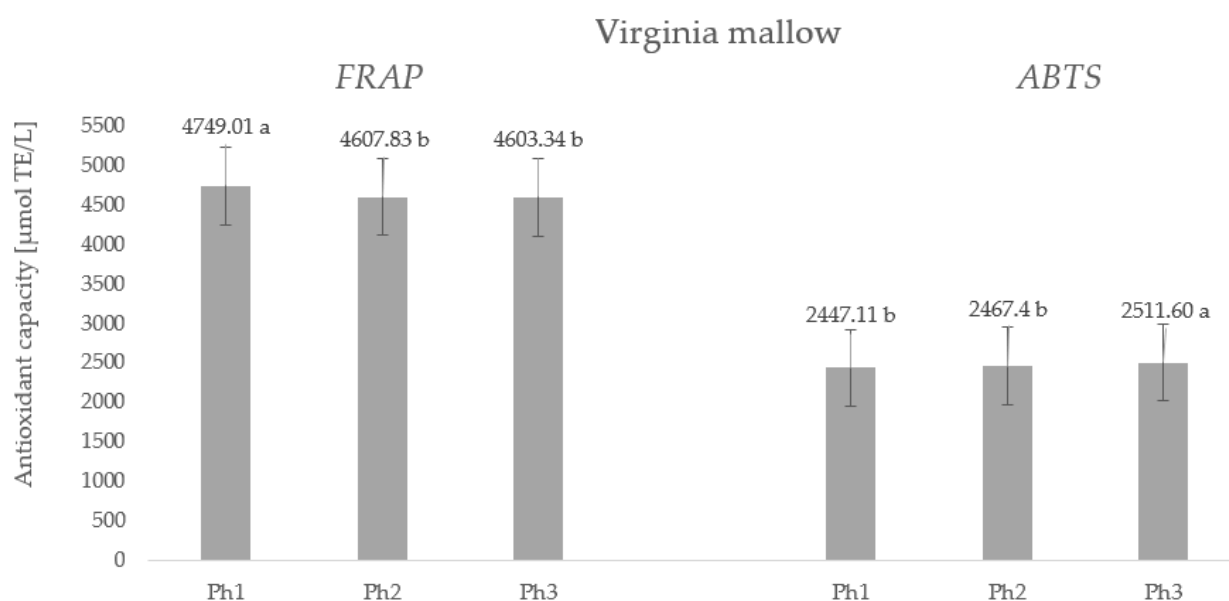 Virginia mallow
FRAP
ABTS
Antioxidant capacity [µmol TE/L]
5500
5000
4500
4000
3500
3000
2500
2000
1500
1000
500
0
4749.01 a
4607.83 b
4603.34 b
2447.11 b
2467.4 b
2511.60 a
Ph1
Ph2
Ph3
Ph1
Ph2
Ph3